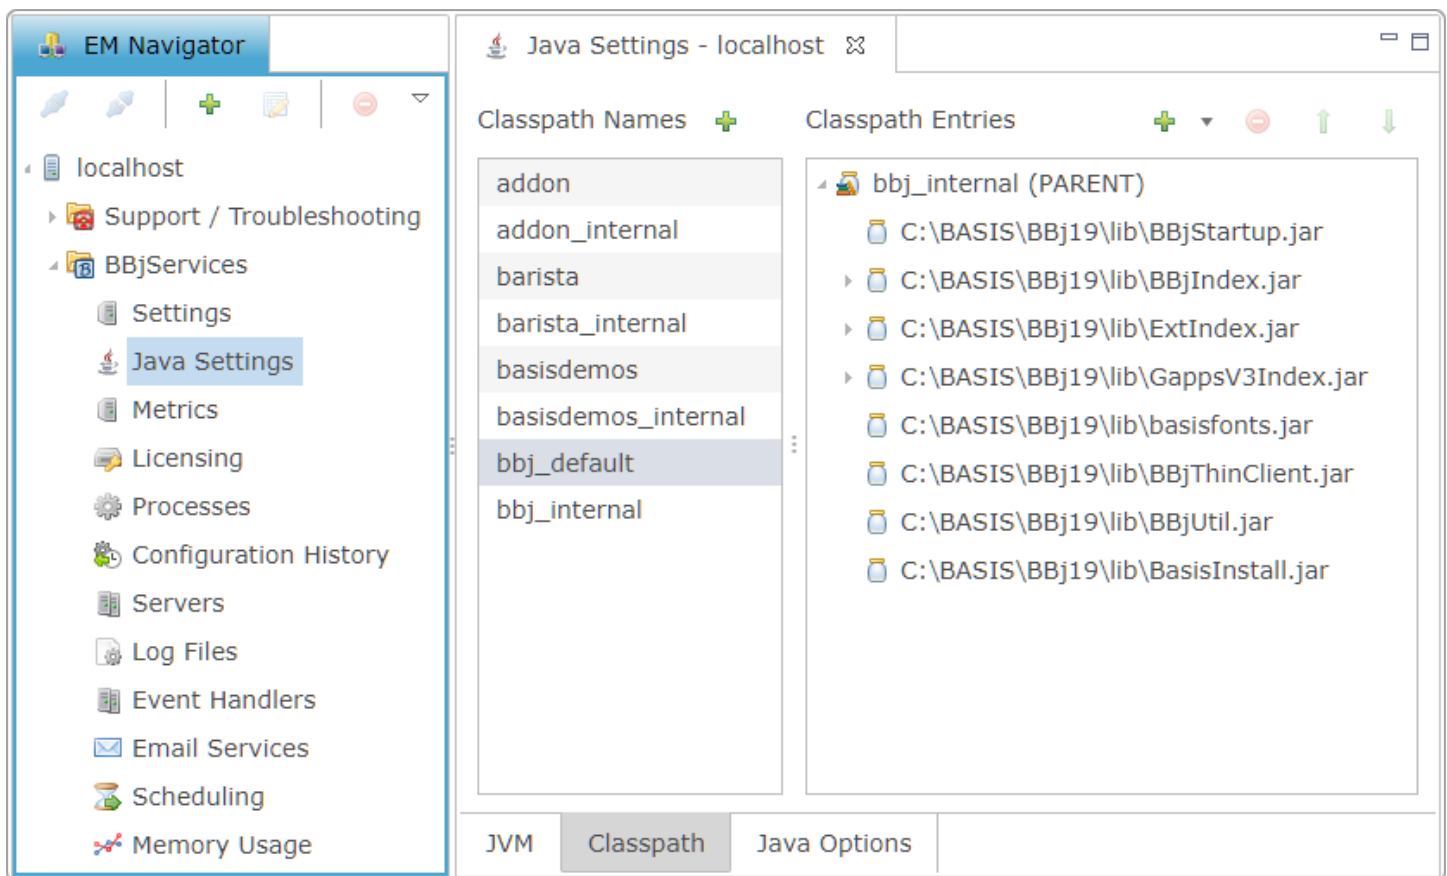 EM Navigator
localhost
Support / Troubleshooting
BBjServices
Settings
Java Settings
Metrics
Licensing
Processes
Configuration History
Servers
Log Files
Event Handlers
Email Services
Scheduling
Memory Usage
Java Settings - localhost
Classpath Names
addon
addon_internal
barista
barista_internal
basisdemos
basisdemos_internal
bbj_default
bbj_internal
Classpath Entries
bbj_internal (PARENT)
C:\BASIS\BBj19\lib\BBjStartup.jar
C:\BASIS\BBj19\lib\BBjIndex.jar
C:\BASIS\BBj19\lib\ExtIndex.jar
C:\BASIS\BBj19\lib\GappsV3Index.jar
C:\BASIS\BBj19\lib\basisfonts.jar
C:\BASIS\BBj19\lib\BBjThinClient.jar
C:\BASIS\BBj19\lib\BBjUtil.jar
C:\BASIS\BBj19\lib\BasisInstall.jar
JVM
Classpath
Java Options